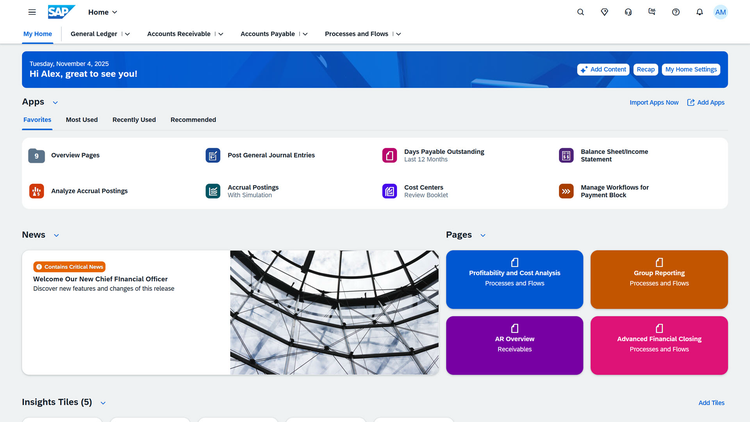 SAP
Home
AM
My Home
General Ledger
Accounts Receivable
Accounts Payable
Processes and Flows
Tuesday, November 4, 2025
Hi Alex, great to see you!
Add Content
Recap
My Home Settings
Apps
Import Apps Now
Add Apps
Favorites
Most Used
Recently Used
Recommended
9
Overview Pages
Post General Journal Entries
Days Payable Outstanding
Last 12 Months
Balance Sheet/Income
Statement
Analyze Accrual Postings
Accrual Postings
With Simulation
Cost Centers
Review Booklet
Manage Workflows for
Payment Block
News
Contains Critical News
Welcome Our New Chief Financial Officer
Discover new features and changes of this release
Pages
Profitability and Cost Analysis
Processes and Flows
Group Reporting
Processes and Flows
AR Overview
Receivables
Advanced Financial Closing
Processes and Flows
Insights Tiles (5)
Add Tiles